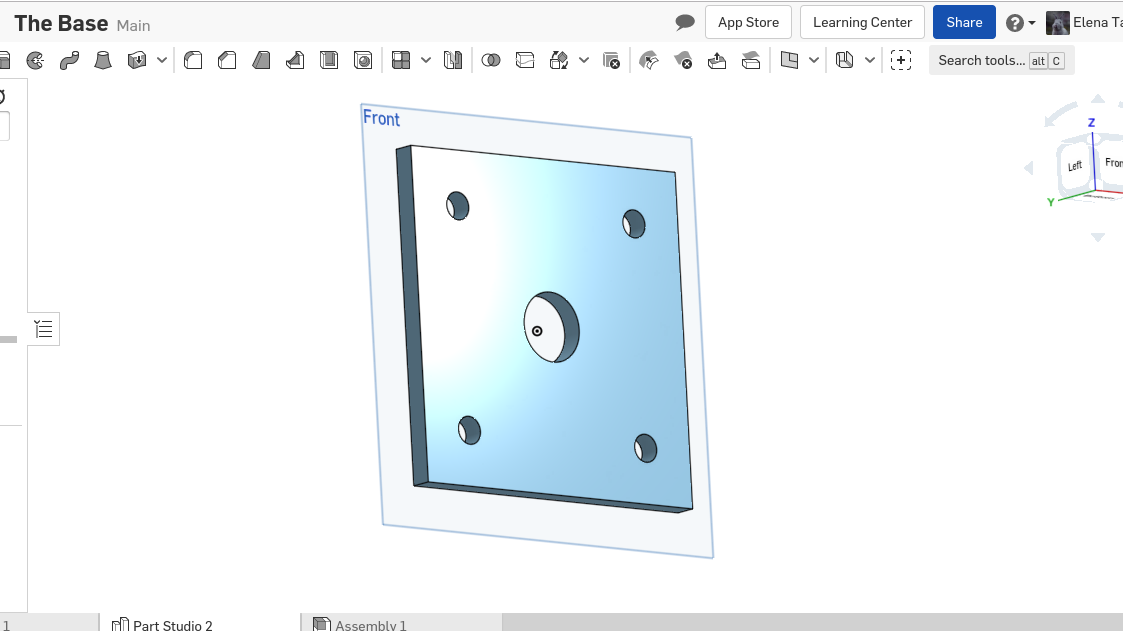 The Base Main
App Store
Learning Center
Share
?
Elena Ta
Search tools... alt C
Front
Z
Left
Fron
Y
1
Part Studio 2
Assembly 1